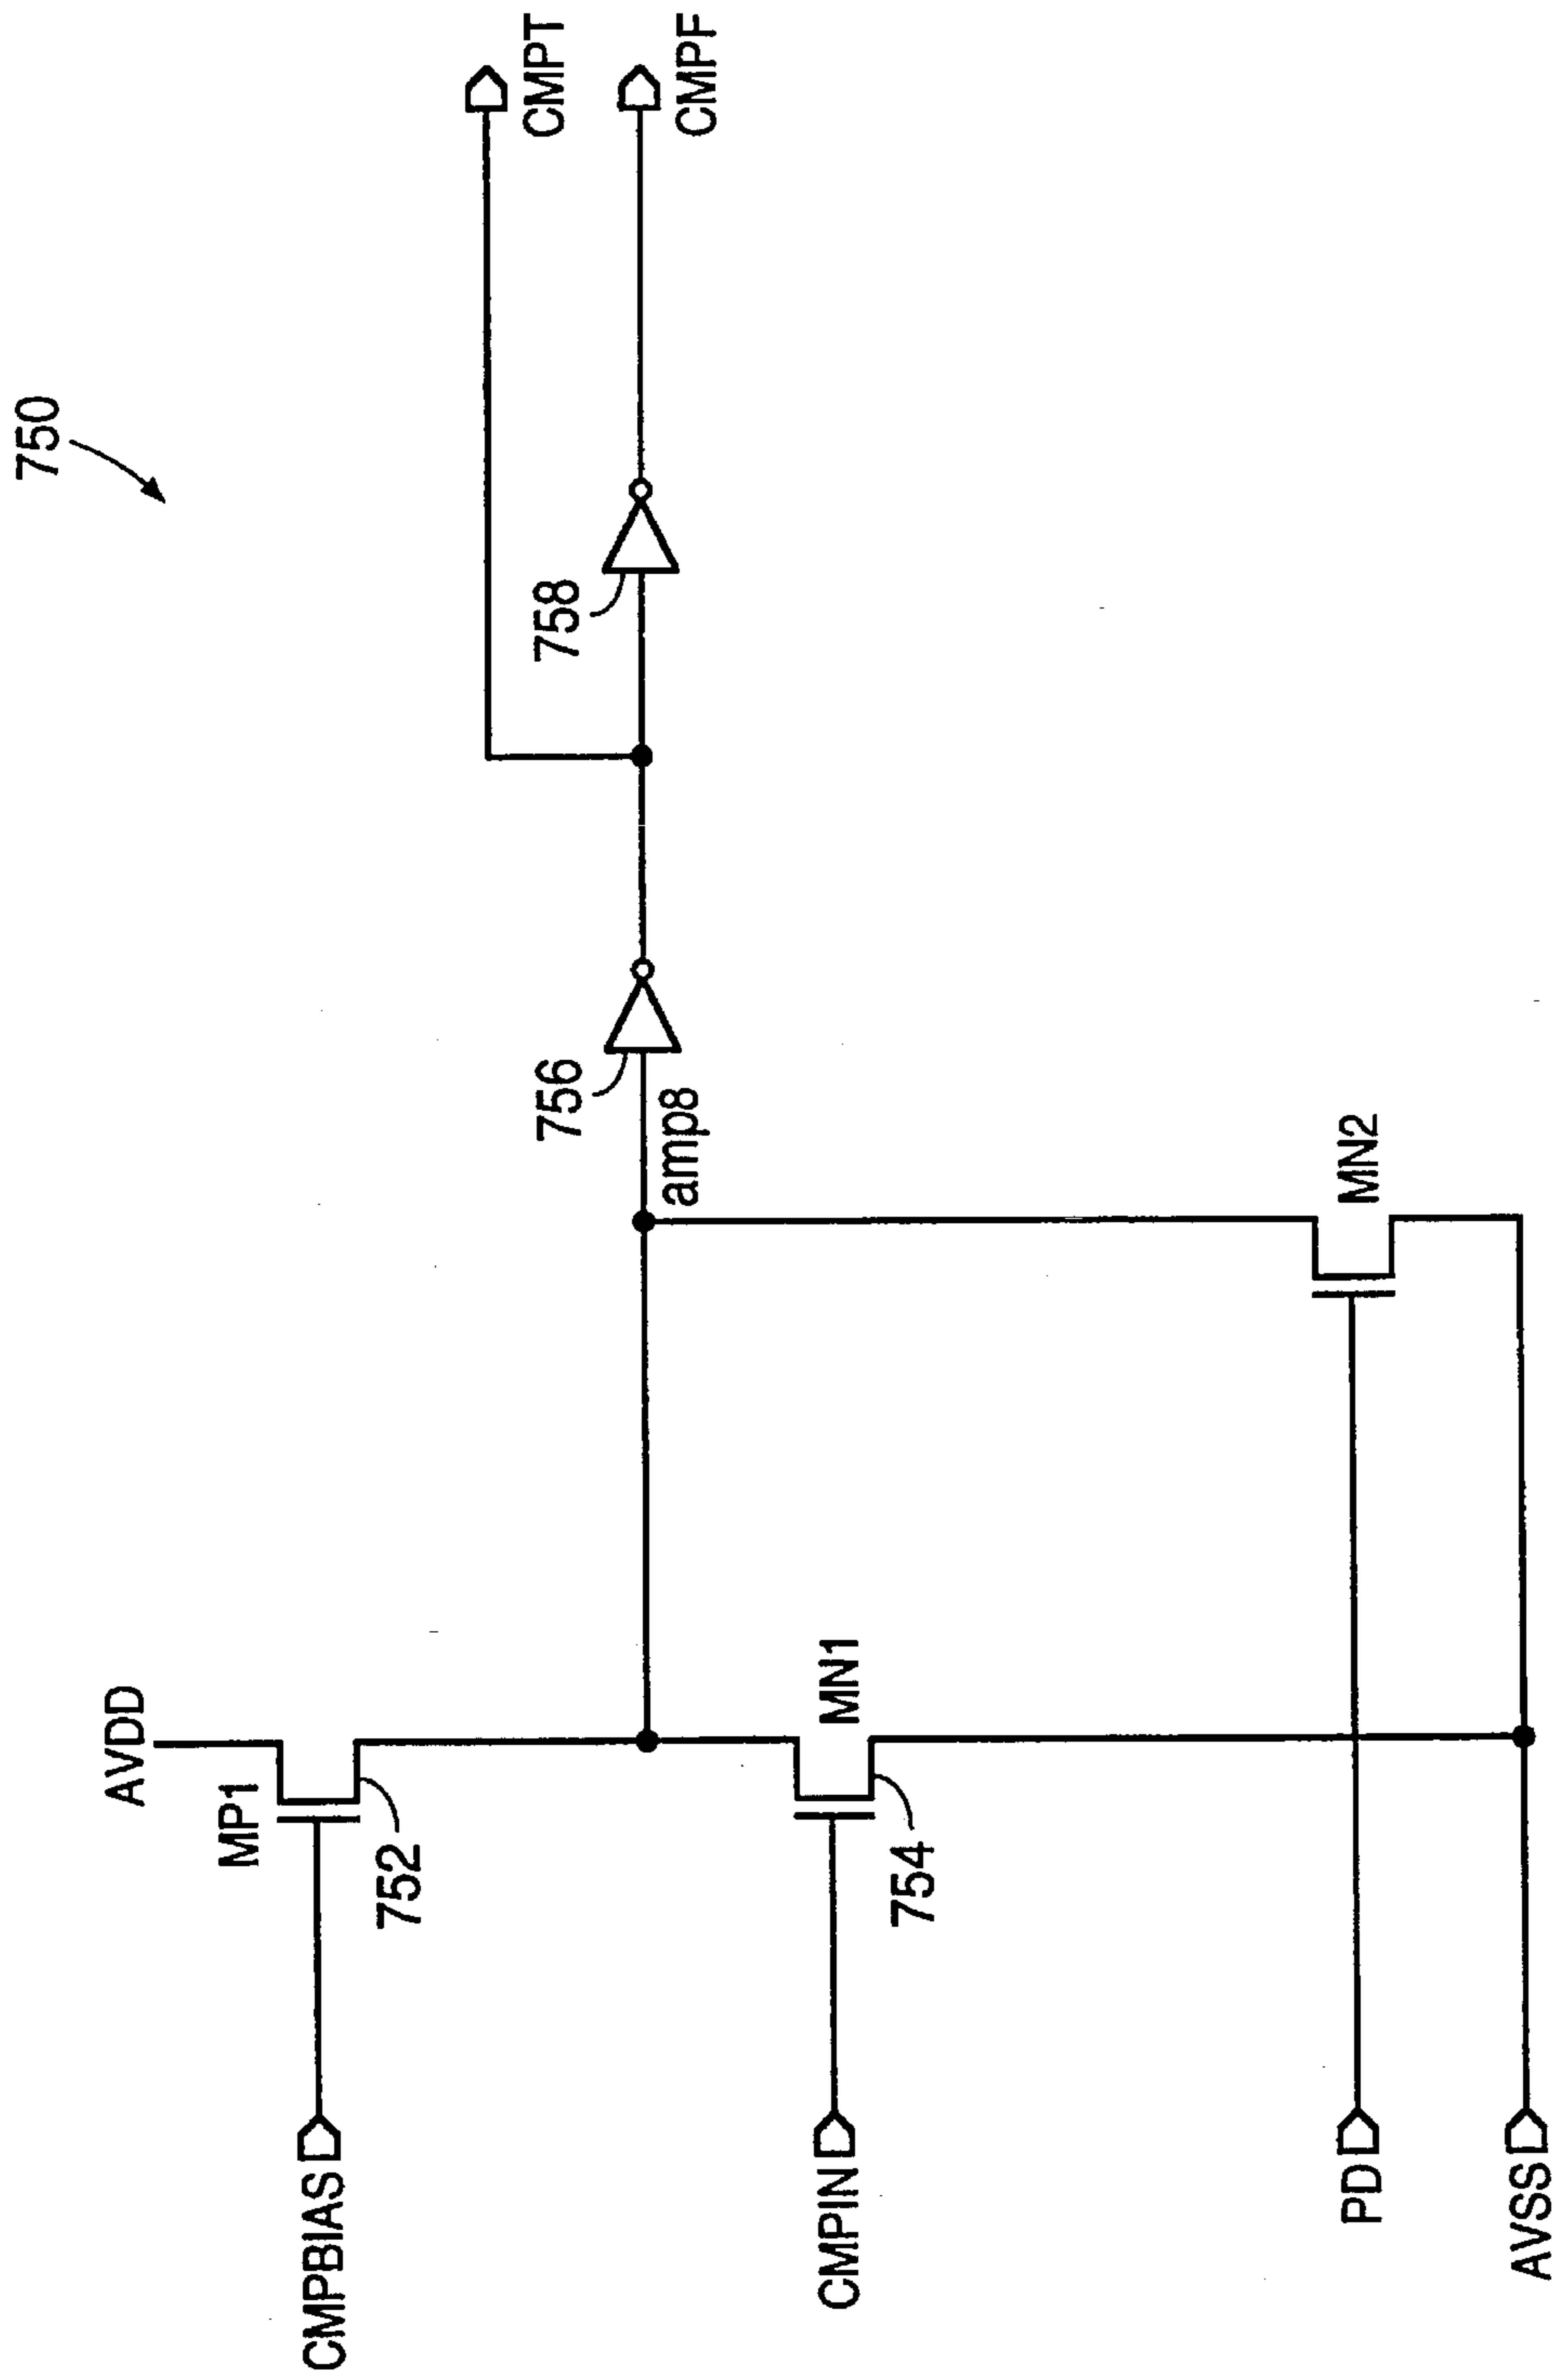 750
AVDD
MP1
CMPBIAS
752
CMPT
CMPF
756
758
amp8
MN1
CMPIN
754
MN2
PD
AVSS